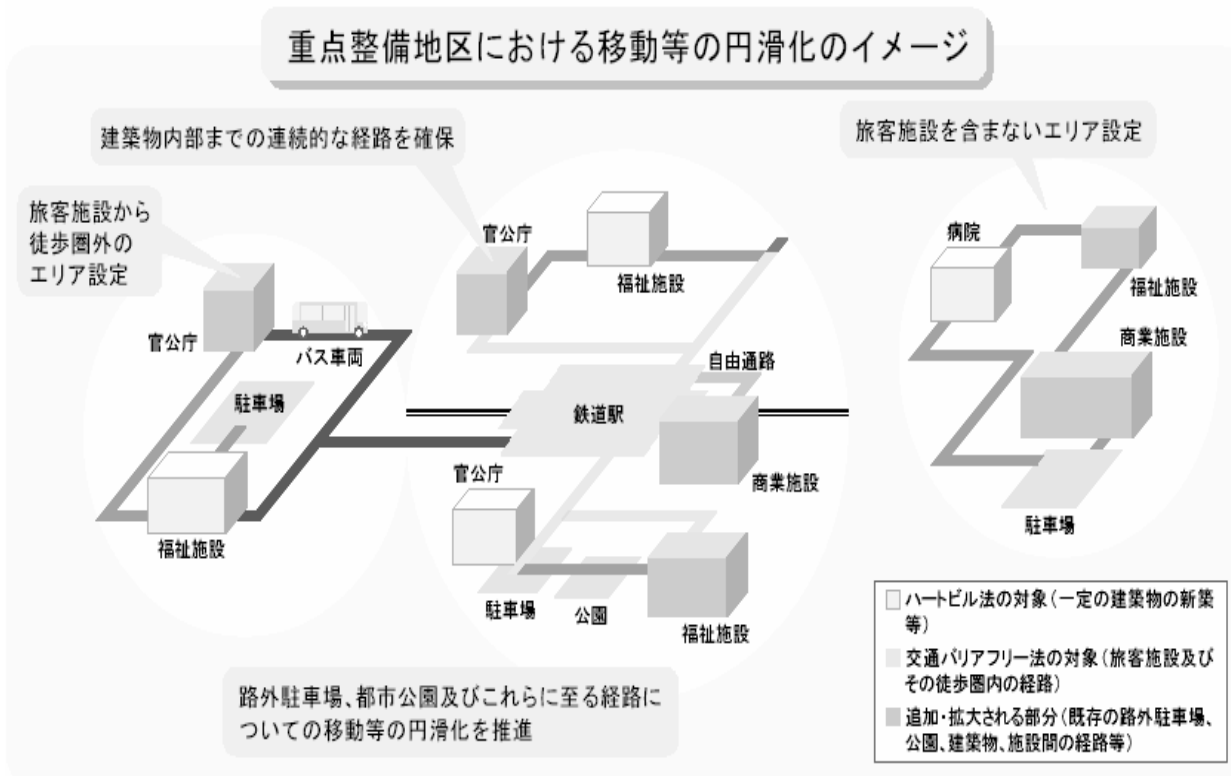 重点整備地区における移動等の円滑化のイメージ
建築物内部までの連続的な経路を確保
旅客施設を含まないエリア設定
旅客施設から
徒歩圏外の
エリア設定
官公庁
バス車両
駐車場
福祉施設
官公庁
福祉施設
自由通路
鉄道駅
商業施設
官公庁
駐車場
公園
福祉施設
病院
福祉施設
商業施設
駐車場
路外駐車場、都市公園及びこれらに至る経路に
ついての移動等の円滑化を推進
ハートビル法の対象(一定の建築物の新築
等)
交通バリアフリー法の対象(旅客施設及び
その徒歩圏内の経路)
追加・拡大される部分(既存の路外駐車場、
公園、建築物、施設間の経路等)